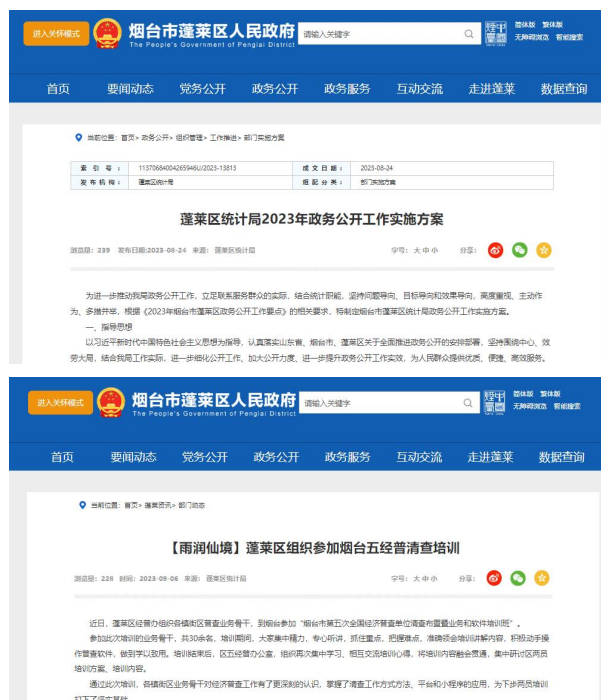 进入关怀模式
烟台市蓬莱区人民政府
The People's Government of Penglai District
请输入关键字
简体版 繁体版
无障碍浏览 智能搜索
首页 要闻动态 党务公开 政务公开 政务服务 互动交流 走进蓬莱 数据查询
当前位置：首页> 政务公开> 组织管理> 工作推进> 部门实施方案
索 引 号： 11370684004265946U/2023-13813 成文日期： 2023-08-24
发布机构： 蓬莱区统计局 组配分类： 部门实施方案
蓬莱区统计局2023年政务公开工作实施方案
浏览量：239 发布日期:2023-08-24 来源：蓬莱区统计局 字号：大 中 小 分享：
为进一步推动我局政务公开工作，立足联系服务群众的实际，结合统计职能，坚持问题导向、目标导向和效果导向，高度重视、主动作
为、多措并举，根据《2023年烟台市蓬莱区政务公开工作要点》的相关要求，特制定烟台市蓬莱区统计局政务公开工作实施方案。
一、指导思想
以习近平新时代中国特色社会主义思想为指导，认真落实山东省、烟台市、蓬莱区关于全面推进政务公开的安排部署，坚持围绕中心、效
劳大局，结合我局工作实际，进一步细化公开工作、加大公开力度、进一步提升政务公开工作实效，为人民群众提供优质、便捷、高效服务。
进入关怀模式
烟台市蓬莱区人民政府
The People's Government of Penglai District
请输入关键字
简体版 繁体版
无障碍浏览 智能搜索
首页 要闻动态 党务公开 政务公开 政务服务 互动交流 走进蓬莱 数据查询
当前位置：首页> 蓬莱资讯> 部门动态
【雨润仙境】蓬莱区组织参加烟台五经普清查培训
浏览量：228 时间：2023-09-06 来源：蓬莱区统计局 字号：大 中 小 分享：
近日，蓬莱区经普办组织各镇街区普查业务骨干，到烟台参加“烟台市第五次全国经济普查单位清查布置暨业务和软件培训班”。
参加此次培训的业务骨干，共30余名，培训期间，大家集中精力，专心听讲，抓住重点，把握难点，准确领会培训讲解内容，积极动手操
作普查软件，做到学以致用。培训结束后，区五经普办公室，组织再次集中学习、相互交流培训心得，将培训内容融会贯通，集中研讨区两员
培训方案、培训内容。
通过此次培训，各镇街区业务骨干对经济普查工作有了更深刻的认识，掌握了清查工作方式方法、平台和小程序的应用，为下步两员培训